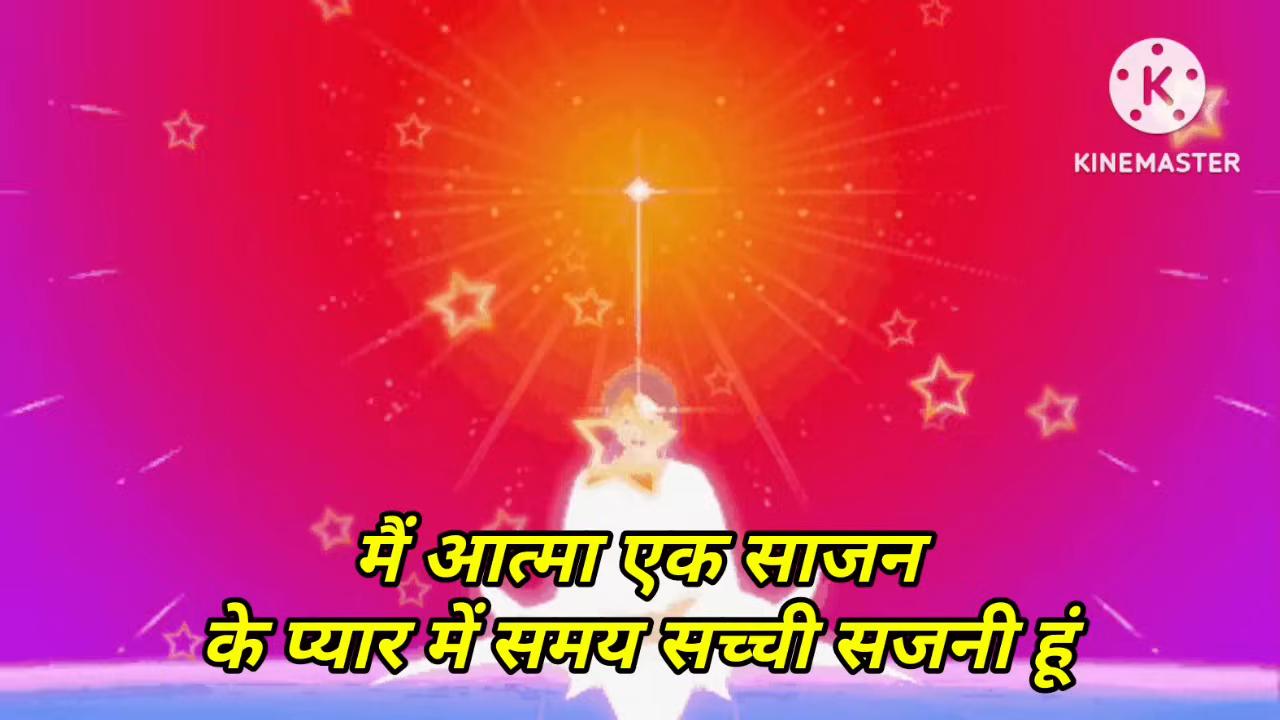 K
KINEMASTER
मैं आत्मा एक साजन
के प्यार में समय सच्ची सजनी हूं